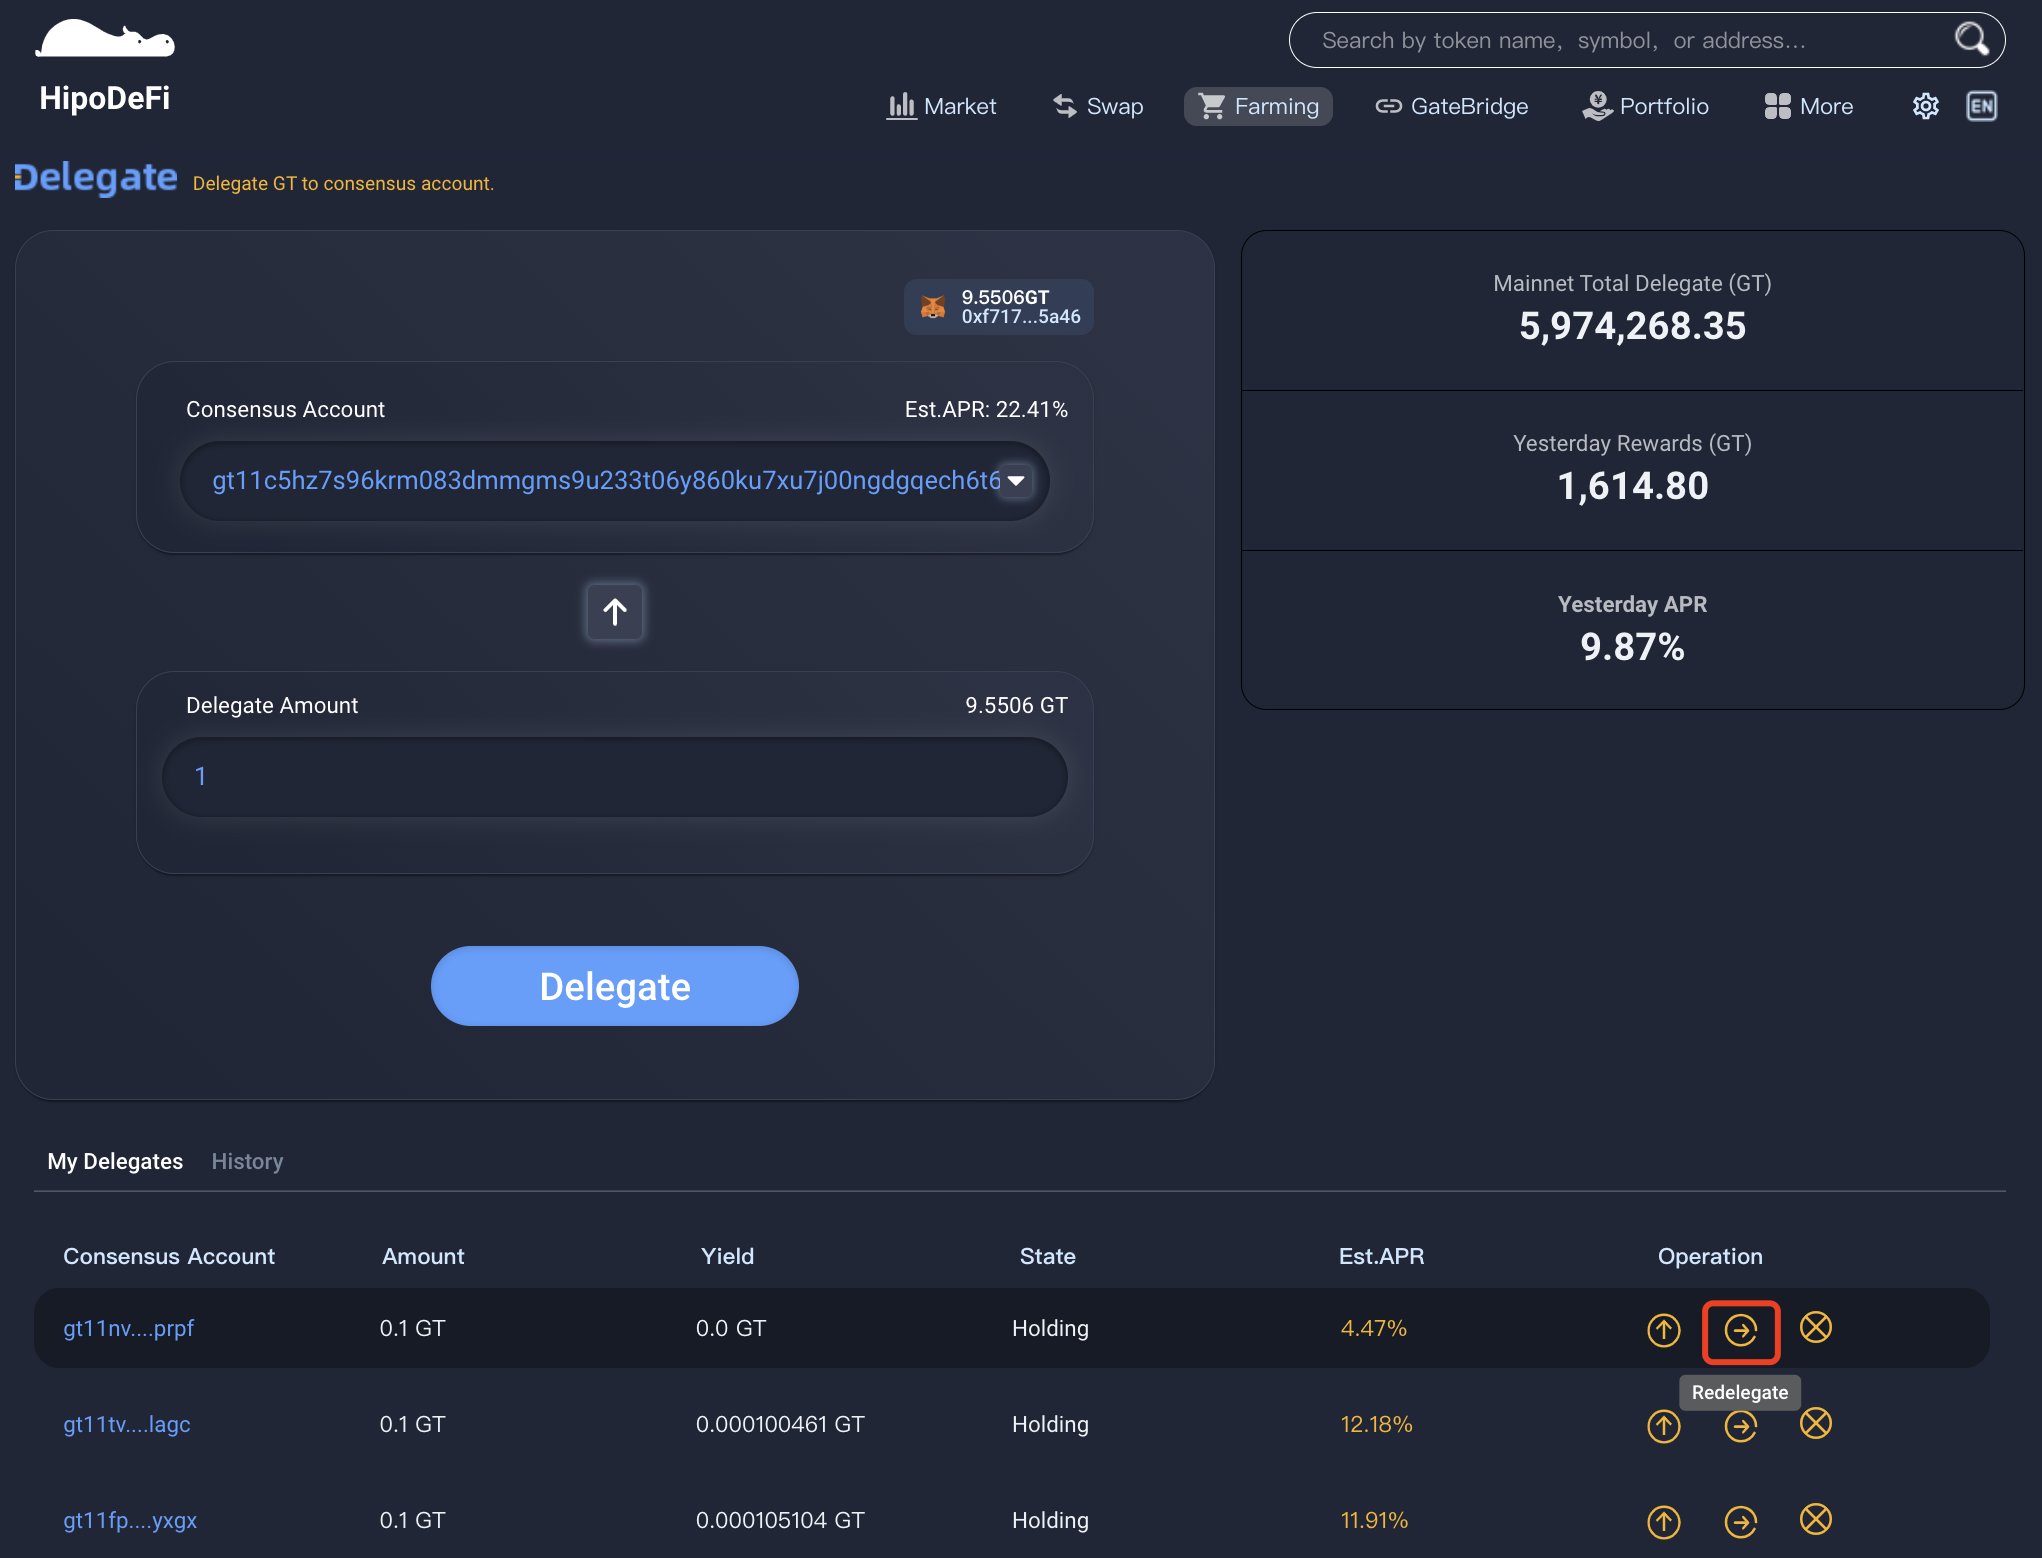 HipoDeFi
Search by token name, symbol, or address...
Market
Swap
Farming
GateBridge
Portfolio
More
EN
Delegate
Delegate GT to consensus account.
9.5506GT
0xf717...5a46
Consensus Account
Est.APR: 22.41%
gt11c5hz7s96krm083dmmgms9u233t06y860ku7xu7j00ngdgqech6t6
Delegate Amount
9.5506 GT
1
Delegate
Mainnet Total Delegate (GT)
5,974,268.35
Yesterday Rewards (GT)
1,614.80
Yesterday APR
9.87%
My Delegates
History
Consensus Account Amount Yield State Est.APR Operation
gt11nv....prpf 0.1 GT 0.0 GT Holding 4.47%
Redelegate
gt11tv....lagc 0.1 GT 0.000100461 GT Holding 12.18%
gt11fp....yxgx 0.1 GT 0.000105104 GT Holding 11.91%